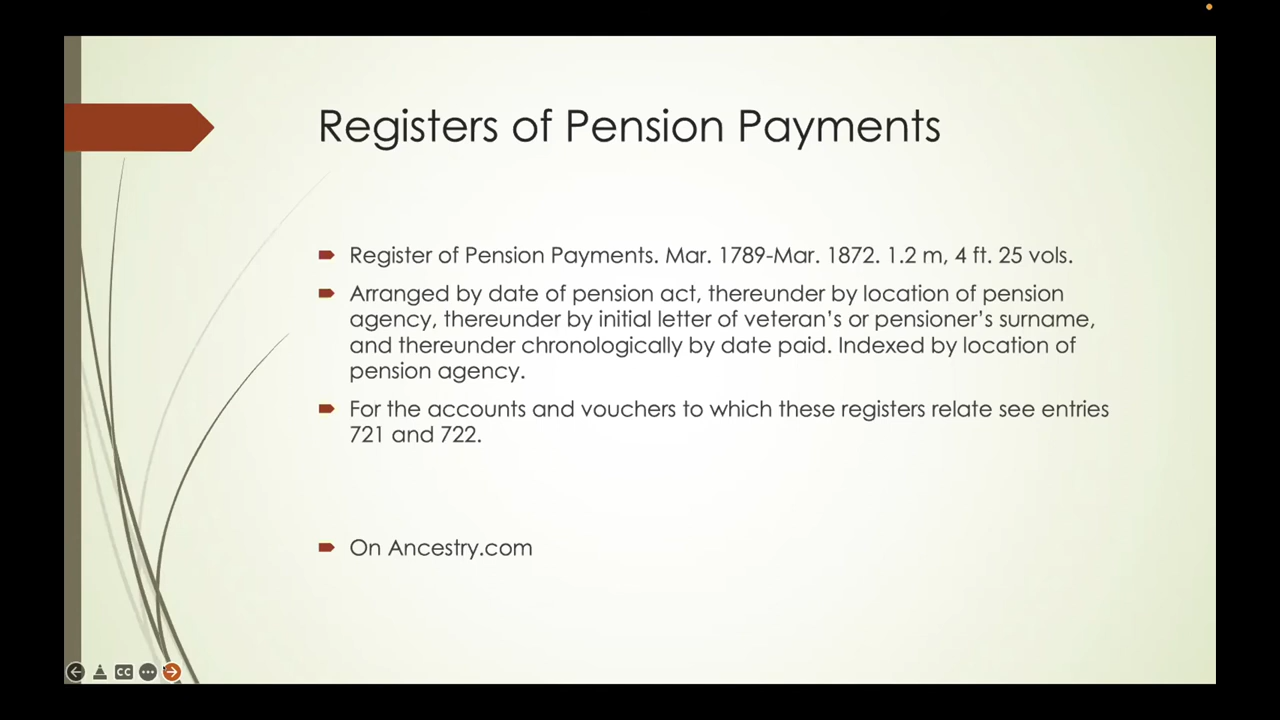 Registers of Pension Payments
Register of Pension Payments. Mar. 1789-Mar. 1872. 1.2 m, 4 ft. 25 vols.
Arranged by date of pension act, thereunder by location of pension
agency, thereunder by initial letter of veteran's or pensioner's surname,
and thereunder chronologically by date paid. Indexed by location of
pension agency.
For the accounts and vouchers to which these registers relate see entries
721 and 722.
On Ancestry.com
CC